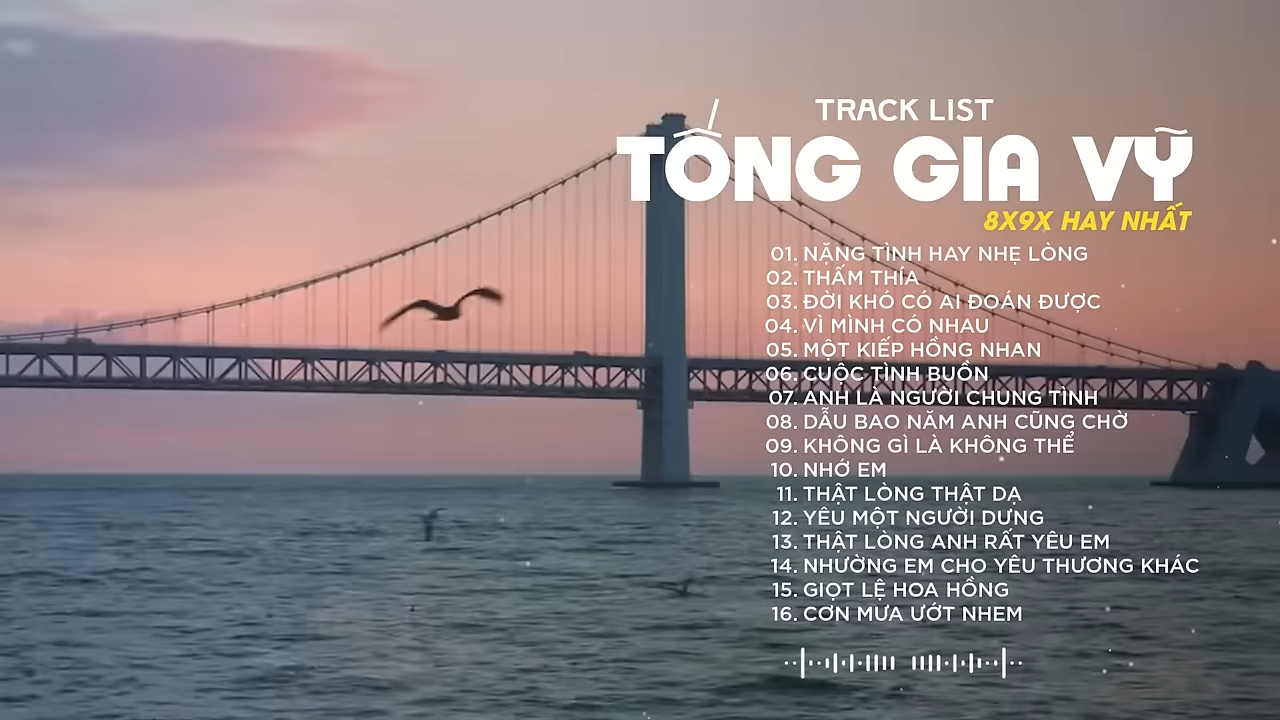 TRACK LIST
TỐNG GIA VỸ
8X9X HAY NHẤT
01. NẶNG TÌNH HAY NHẸ LÒNG
02. THẤM THÍA
03. ĐỜI KHÓ CÓ AI ĐOÁN ĐƯỢC
04. VÌ MÌNH CÓ NHAU
05. MỘT KIẾP HỒNG NHAN
06. CUỘC TÌNH BUỒN
07. ANH LÀ NGƯỜI CHUNG TÌNH
08. DẪU BAO NĂM ANH CŨNG CHỜ
09. KHÔNG GÌ LÀ KHÔNG THỂ
10. NHỚ EM
11. THẬT LÒNG THẬT DẠ
12. YÊU MỘT NGƯỜI DƯNG
13. THẬT LÒNG ANH RẤT YÊU EM
14. NHƯỜNG EM CHO YÊU THƯƠNG KHÁC
15. GIỌT LỆ HOA HỒNG
16. CƠN MƯA ƯỚT NHEM